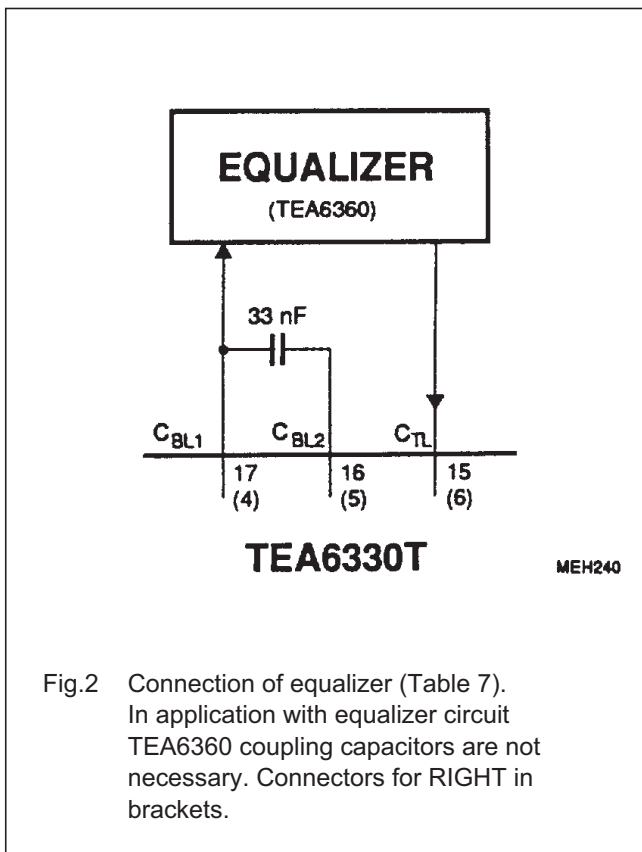 EQUALIZER
(TEA6360)
33 nF
CBL1 CBL2 CTL
17 16 15
(4) (5) (6)
TEA6330T
MEH240
Fig.2 Connection of equalizer (Table 7).
In application with equalizer circuit
TEA6360 coupling capacitors are not
necessary. Connectors for RIGHT in
brackets.